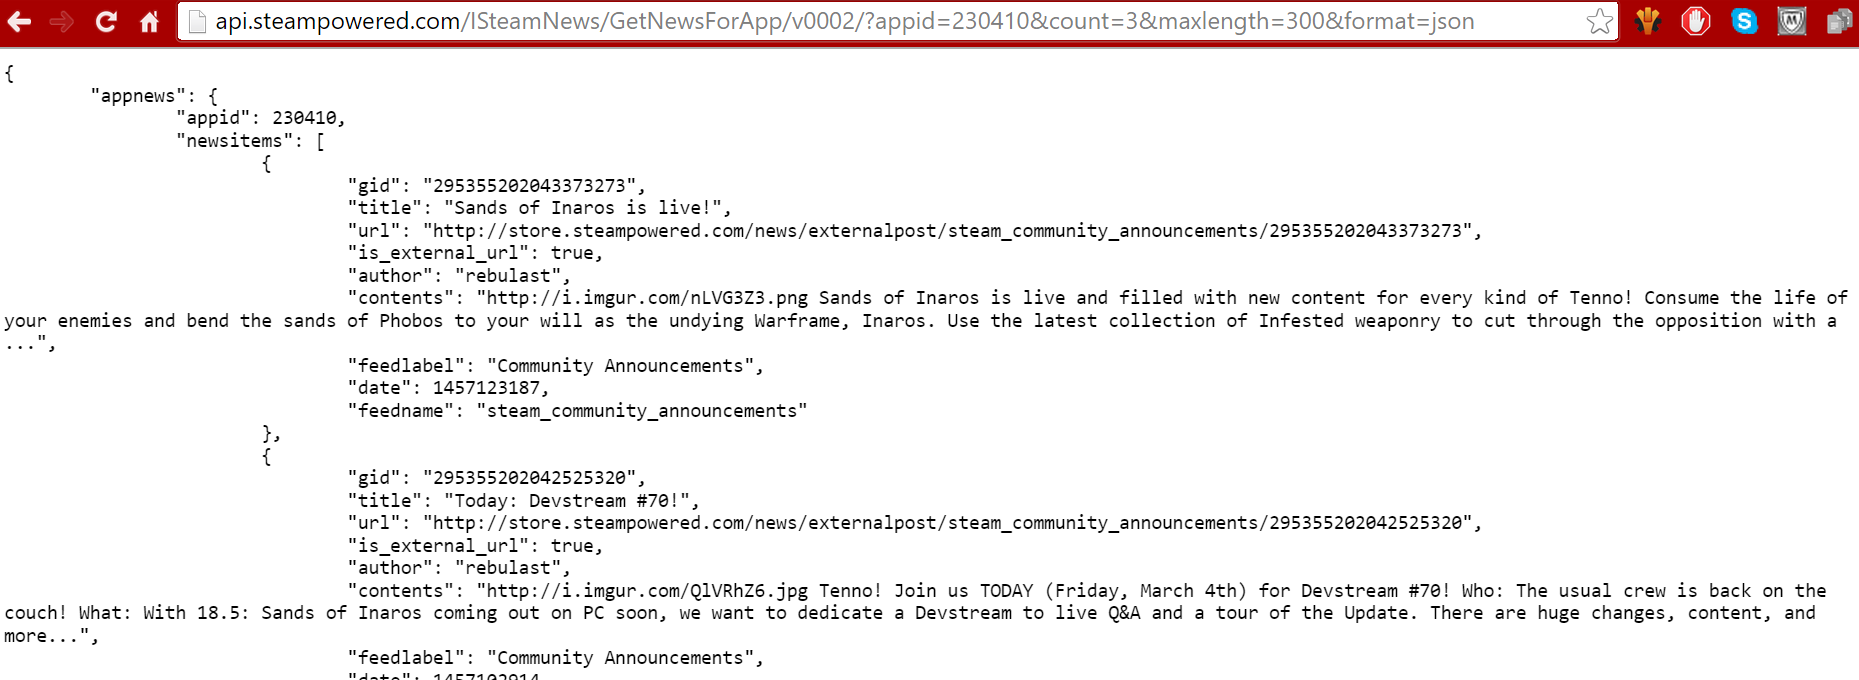 api.steampowered.com/ISteamNews/GetNewsForApp/v0002/?appid=230410&count=3&maxlength=300&format=json
{
"appnews": {
"appid": 230410,
"newsitems": [
{
"gid": "295355202043373273",
"title": "Sands of Inaros is live!",
"url": "http://store.steampowered.com/news/externalpost/steam_community_announcements/295355202043373273",
"is_external_url": true,
"author": "rebulast",
"contents": "http://i.imgur.com/nLVG3Z3.png Sands of Inaros is live and filled with new content for every kind of Tenno! Consume the life of
your enemies and bend the sands of Phobos to your will as the undying Warframe, Inaros. Use the latest collection of Infested weaponry to cut through the opposition with a
...",
"feedlabel": "Community Announcements",
"date": 1457123187,
"feedname": "steam_community_announcements"
},
{
"gid": "295355202042525320",
"title": "Today: Devstream #70!",
"url": "http://store.steampowered.com/news/externalpost/steam_community_announcements/295355202042525320",
"is_external_url": true,
"author": "rebulast",
"contents": "http://i.imgur.com/QlVRhZ6.jpg Tenno! Join us TODAY (Friday, March 4th) for Devstream #70! Who: The usual crew is back on the
couch! What: With 18.5: Sands of Inaros coming out on PC soon, we want to dedicate a Devstream to live Q&A and a tour of the Update. There are huge changes, content, and
more...",
"feedlabel": "Community Announcements",
"date": 1457102914